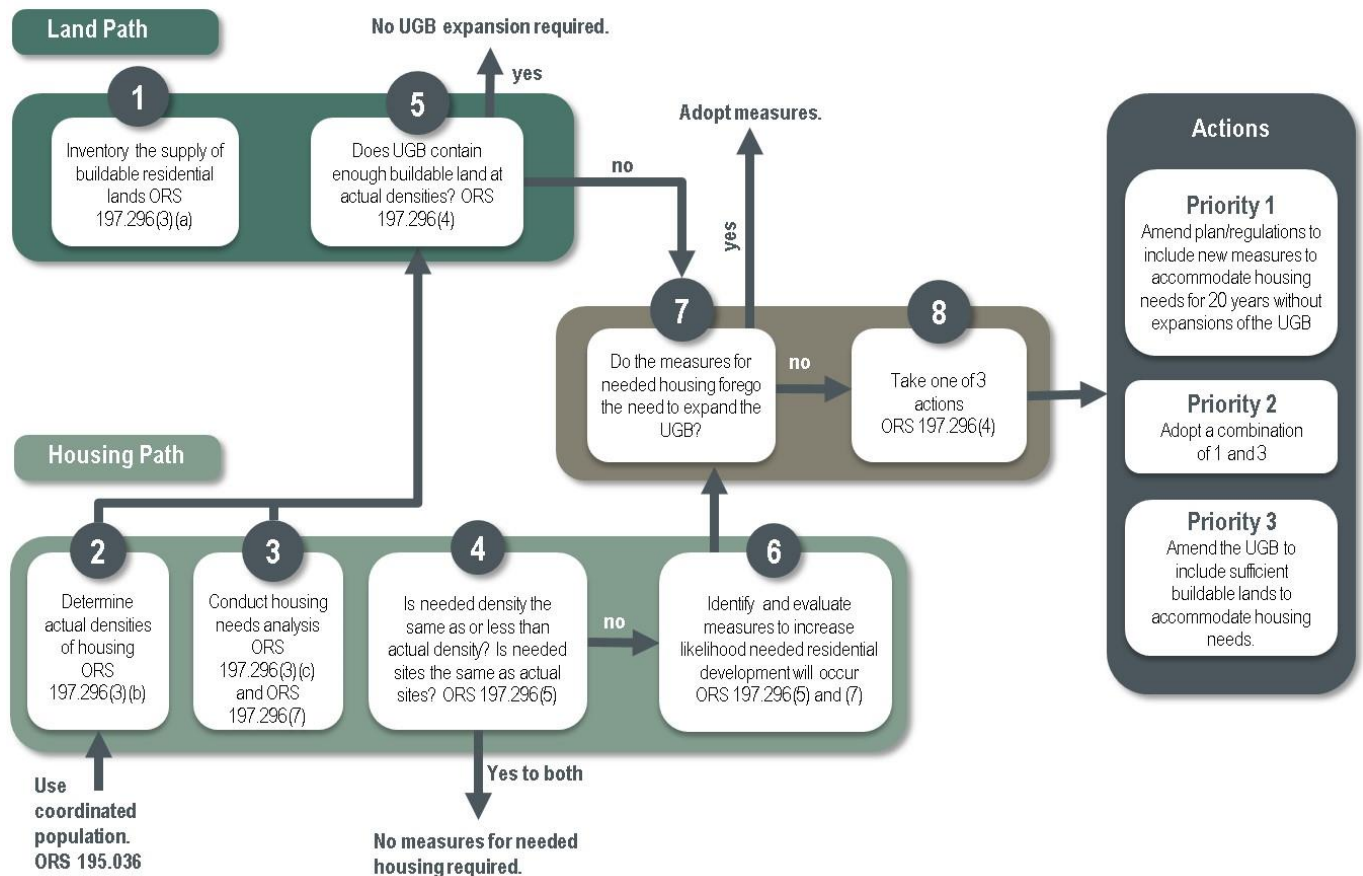 Land Path
No UGB expansion required.
yes
1
Inventory the supply of
buildable residential
lands ORS
197.296(3)(a)
5
Does UGB contain
enough buildable land at
actual densities? ORS
197.296(4)
no
Adopt measures.
yes
7
Do the measures for
needed housing forego
the need to expand the
UGB?
no
8
Take one of 3
actions
ORS 197.296(4)
Actions
Priority 1
Amend plan/regulations to
include new measures to
accommodate housing
needs for 20 years without
expansions of the UGB
Priority 2
Adopt a combination
of 1 and 3
Priority 3
Amend the UGB to
include sufficient
buildable lands to
accommodate housing
needs.
Housing Path
2
Determine
actual densities
of housing
ORS
197.296(3)(b)
3
Conduct housing
needs analysis
ORS
197.296(3)(c)
and ORS
197.296(7)
4
Is needed density the
same as or less than
actual density? Is needed
sites the same as actual
sites? ORS 197.296(5)
no
6
Identify and evaluate
measures to increase
likelihood needed residential
development will occur
ORS 197.296(5) and (7)
Use
coordinated
population.
ORS 195.036
Yes to both
No measures for needed
housing required.